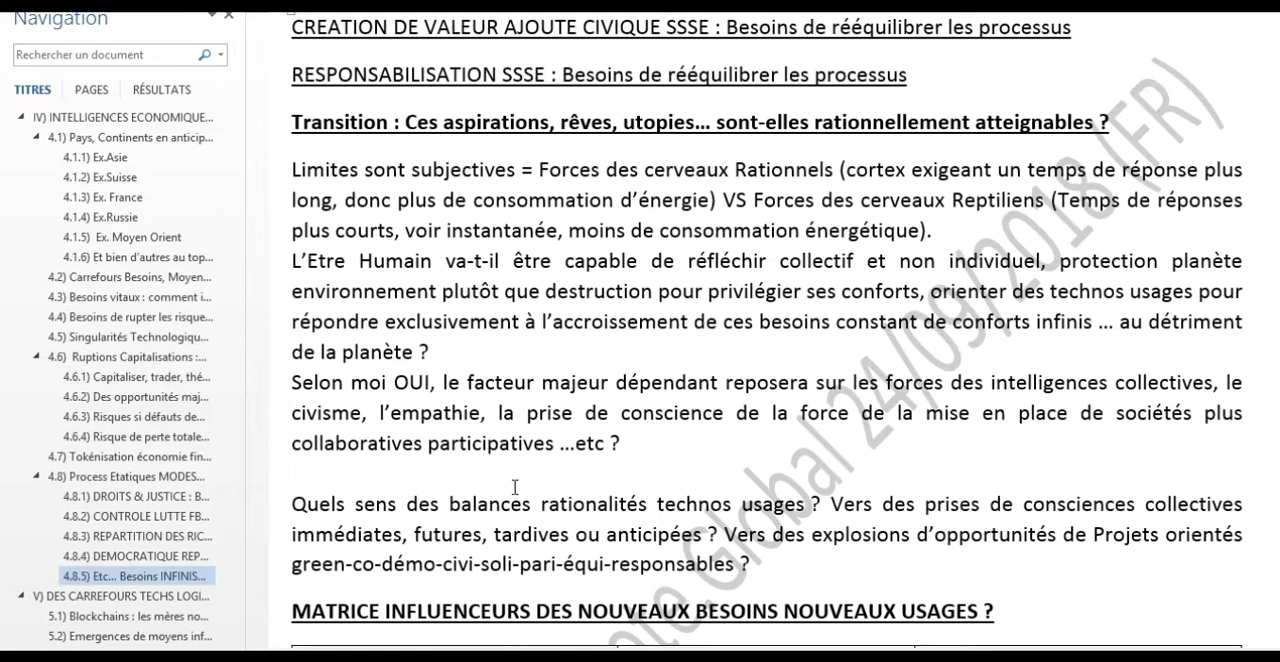 Navigation
Rechercher un document
TITRES PAGES RÉSULTATS
IV) INTELLIGENCES ECONOMIQUE...
4.1) Pays, Continents en anticip...
4.1.1) Ex.Asie
4.1.2) Ex.Suisse
4.1.3) Ex. France
4.1.4) Ex.Russie
4.1.5) Ex. Moyen Orient
4.1.6) Et bien d'autres au top...
4.2) Carrefours Besoins, Moyen...
4.3) Besoins vitaux : comment i...
4.4) Besoins de rupter les risque...
4.5) Singularités Technologiqu...
4.6) Ruptions Capitalisations :...
4.6.1) Capitaliser, trader, thé...
4.6.2) Des opportunités maj...
4.6.3) Risques si défauts de...
4.6.4) Risque de perte totale...
4.7) Tokénisation économie fin...
4.8) Process Etatiques MODES...
4.8.1) DROITS & JUSTICE : B...
4.8.2) CONTROLE LUTTE FB...
4.8.3) REPARTITION DES RIC...
4.8.4) DEMOCRATIQUE REP...
4.8.5) Etc... Besoins INFINIS...
V) DES CARREFOURS TECHS LOGI...
5.1) Blockchains : les mères no...
5.2) Emergences de moyens inf...
CREATION DE VALEUR AJOUTE CIVIQUE SSSE : Besoins de rééquilibrer les processus
RESPONSABILISATION SSSE : Besoins de rééquilibrer les processus
Transition : Ces aspirations, rêves, utopies... sont-elles rationnellement atteignables ?
Limites sont subjectives = Forces des cerveaux Rationnels (cortex exigeant un temps de réponse plus
long, donc plus de consommation d'énergie) VS Forces des cerveaux Reptiliens (Temps de réponses
plus courts, voir instantanée, moins de consommation énergétique).
L'Etre Humain va-t-il être capable de réfléchir collectif et non individuel, protection planète
environnement plutôt que destruction pour privilégier ses conforts, orienter des technos usages pour
répondre exclusivement à l'accroissement de ces besoins constant de conforts infinis ... au détriment
de la planète ?
Selon moi OUI, le facteur majeur dépendant reposera sur les forces des intelligences collectives, le
civisme, l'empathie, la prise de conscience de la force de la mise en place de sociétés plus
collaboratives participatives ...etc ?
Quels sens des balances rationalités technos usages ? Vers des prises de consciences collectives
immédiates, futures, tardives ou anticipées ? Vers des explosions d'opportunités de Projets orientés
green-co-démo-civi-soli-pari-équi-responsables ?
MATRICE INFLUENCEURS DES NOUVEAUX BESOINS NOUVEAUX USAGES ?
ote.Global 24/09/2018 (FR)